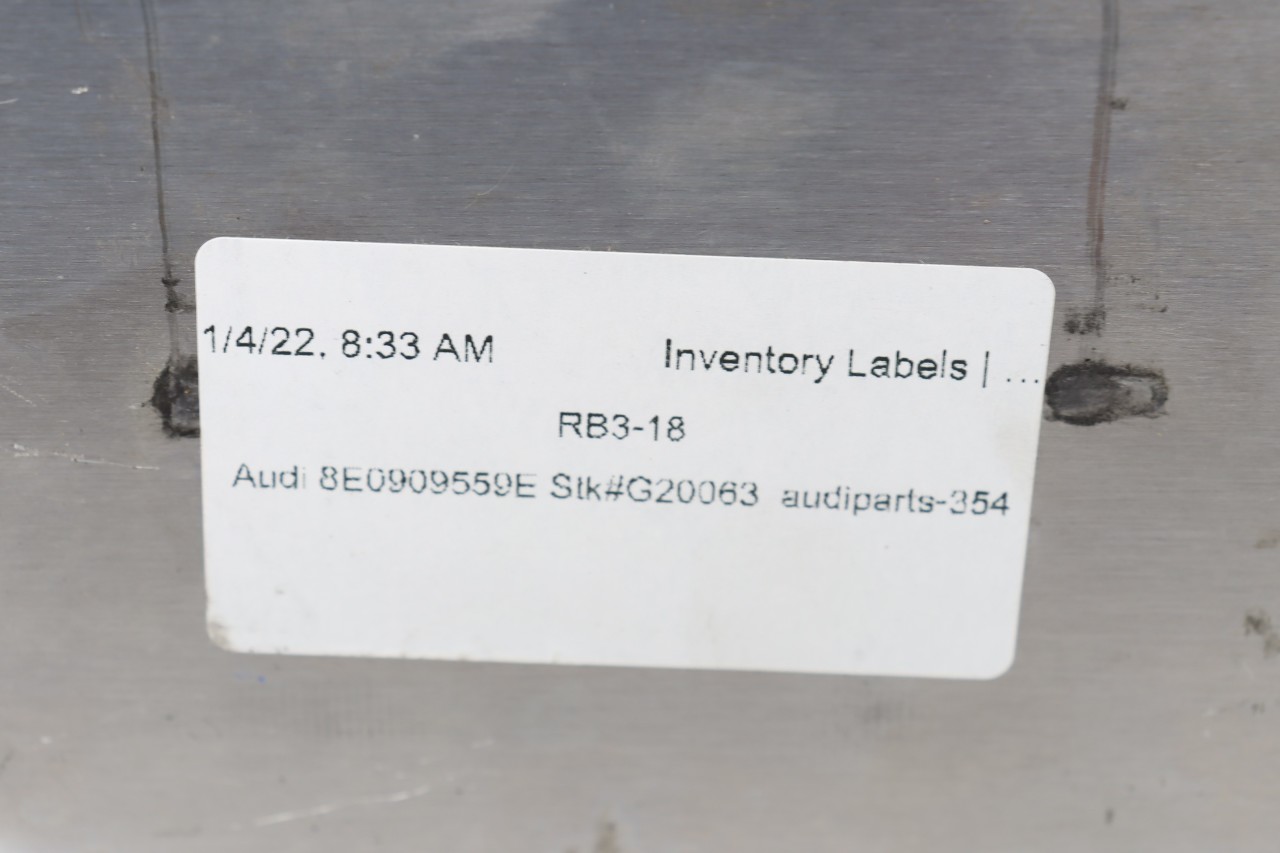 1/4/22, 8:33 AM Inventory Labels | ...
RB3-18
Audi 8E0909559E Stk#G20063 audiparts-354